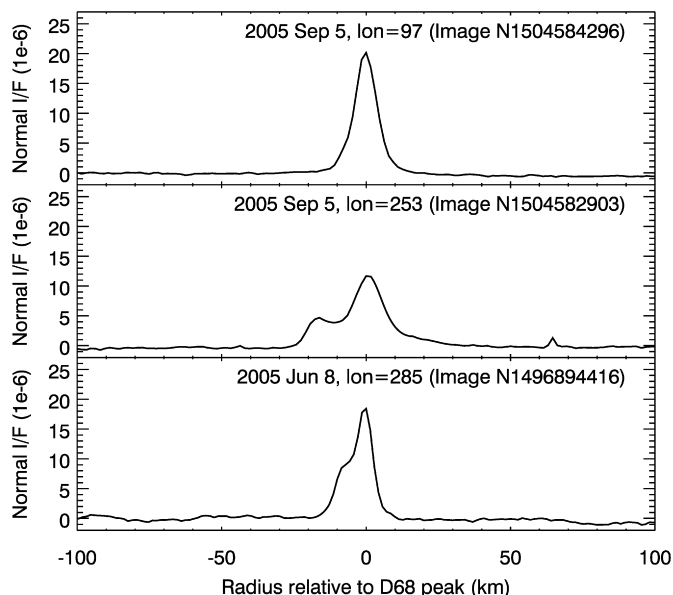 2005 Sep 5, lon=97 (Image N1504584296)
Normal I/F (1e-6)
25
20
15
10
5
0
2005 Sep 5, lon=253 (Image N1504582903)
Normal I/F (1e-6)
25
20
15
10
5
0
2005 Jun 8, lon=285 (Image N1496894416)
Normal I/F (1e-6)
25
20
15
10
5
0
-100 -50 0 50 100
Radius relative to D68 peak (km)